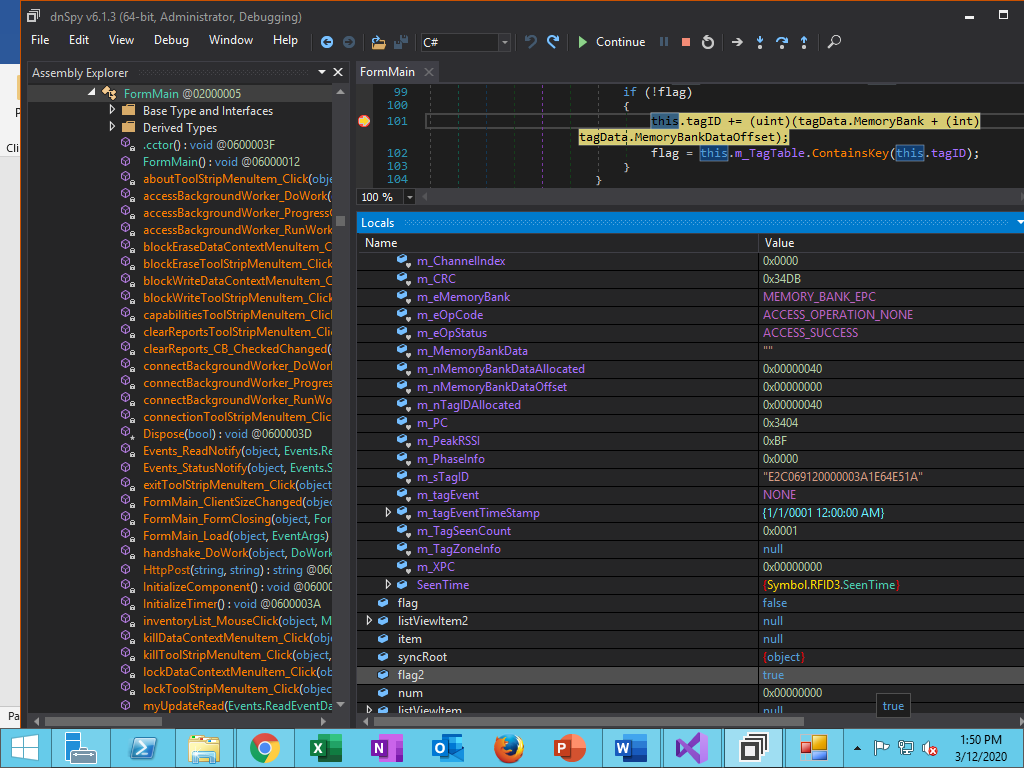 dnSpy v6.1.3 (64-bit, Administrator, Debugging)
File Edit View Debug Window Help C# Continue
Assembly Explorer
FormMain @02000005
Base Type and Interfaces
Derived Types
.cctor() : void @0600003F
FormMain() : void @06000012
aboutToolStripMenuItem_Click(obje
accessBackgroundWorker_DoWork(
accessBackgroundWorker_Progress
accessBackgroundWorker_RunWork
blockEraseDataContextMenuItem_C
blockEraseToolStripMenuItem_Click
blockWriteDataContextMenuItem_C
blockWriteToolStripMenuItem_Click
capabilitiesToolStripMenuItem_Clic
clearReportsToolStripMenuItem_Cli
clearReports_CB_CheckedChanged(
connectBackgroundWorker_DoWor
connectBackgroundWorker_Progres
connectBackgroundWorker_RunWo
connectionToolStripMenuItem_Clic
Dispose(bool) : void @0600003D
Events_ReadNotify(object, Events.Re
Events_StatusNotify(object, Events.S
exitToolStripMenuItem_Click(object
FormMain_ClientSizeChanged(objec
FormMain_FormClosing(object, For
FormMain_Load(object, EventArgs)
handshake_DoWork(object, DoWork
HttpPost(string, string) : string @060
InitializeComponent() : void @0600
InitializeTimer() : void @0600003A
inventoryList_MouseClick(object, M
killDataContextMenuItem_Click(obj
killToolStripMenuItem_Click(object,
lockDataContextMenuItem_Click(ob
lockToolStripMenuItem_Click(objec
myUpdateRead(Events.ReadEventDa
FormMain
99 if (!flag)
100 {
101 this.tagID += (uint)(tagData.MemoryBank + (int)
tagData.MemoryBankDataOffset);
102 flag = this.m_TagTable.ContainsKey(this.tagID);
103 }
104 }
100 %
Locals
Name Value
m_ChannelIndex 0x0000
m_CRC 0x34DB
m_eMemoryBank MEMORY_BANK_EPC
m_eOpCode ACCESS_OPERATION_NONE
m_eOpStatus ACCESS_SUCCESS
m_MemoryBankData ""
m_nMemoryBankDataAllocated 0x00000040
m_nMemoryBankDataOffset 0x00000000
m_nTagIDAllocated 0x00000040
m_PC 0x3404
m_PeakRSSI 0xBF
m_PhaseInfo 0x0000
m_sTagID "E2C069120000003A1E64E51A"
m_tagEvent NONE
m_tagEventTimeStamp {1/1/0001 12:00:00 AM}
m_TagSeenCount 0x0001
m_TagZoneInfo null
m_XPC 0x00000000
SeenTime {Symbol.RFID3.SeenTime}
flag false
listViewItem2 null
item null
syncRoot {object}
flag2 true
num 0x00000000
listViewItem null
true
Cli
Pa
1:50 PM
3/12/2020